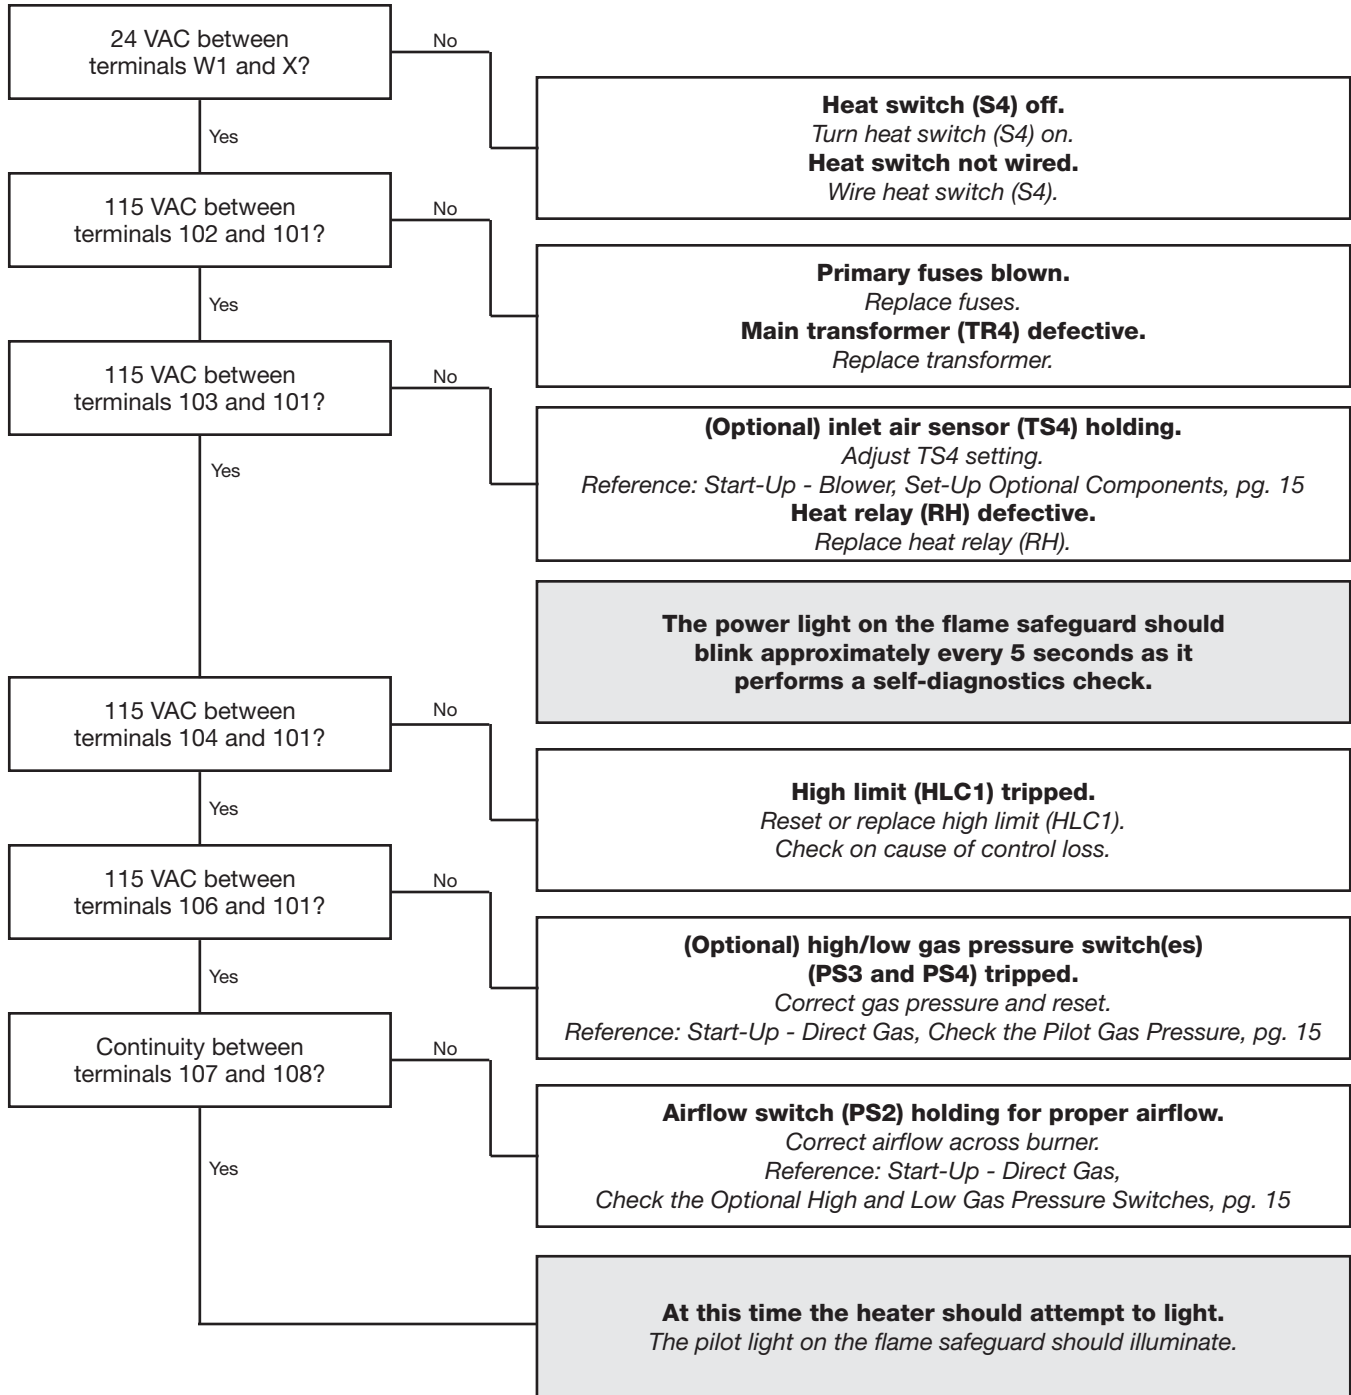 24 VAC between
terminals W1 and X?
No
Heat switch (S4) off.
Turn heat switch (S4) on.
Heat switch not wired.
Wire heat switch (S4).
Yes
115 VAC between
terminals 102 and 101?
No
Primary fuses blown.
Replace fuses.
Main transformer (TR4) defective.
Replace transformer.
Yes
115 VAC between
terminals 103 and 101?
No
(Optional) inlet air sensor (TS4) holding.
Adjust TS4 setting.
Reference: Start-Up - Blower, Set-Up Optional Components, pg. 15
Heat relay (RH) defective.
Replace heat relay (RH).
Yes
The power light on the flame safeguard should
blink approximately every 5 seconds as it
performs a self-diagnostics check.
115 VAC between
terminals 104 and 101?
No
High limit (HLC1) tripped.
Reset or replace high limit (HLC1).
Check on cause of control loss.
Yes
115 VAC between
terminals 106 and 101?
No
(Optional) high/low gas pressure switch(es)
(PS3 and PS4) tripped.
Correct gas pressure and reset.
Reference: Start-Up - Direct Gas, Check the Pilot Gas Pressure, pg. 15
Yes
Continuity between
terminals 107 and 108?
No
Airflow switch (PS2) holding for proper airflow.
Correct airflow across burner.
Reference: Start-Up - Direct Gas,
Check the Optional High and Low Gas Pressure Switches, pg. 15
Yes
At this time the heater should attempt to light.
The pilot light on the flame safeguard should illuminate.